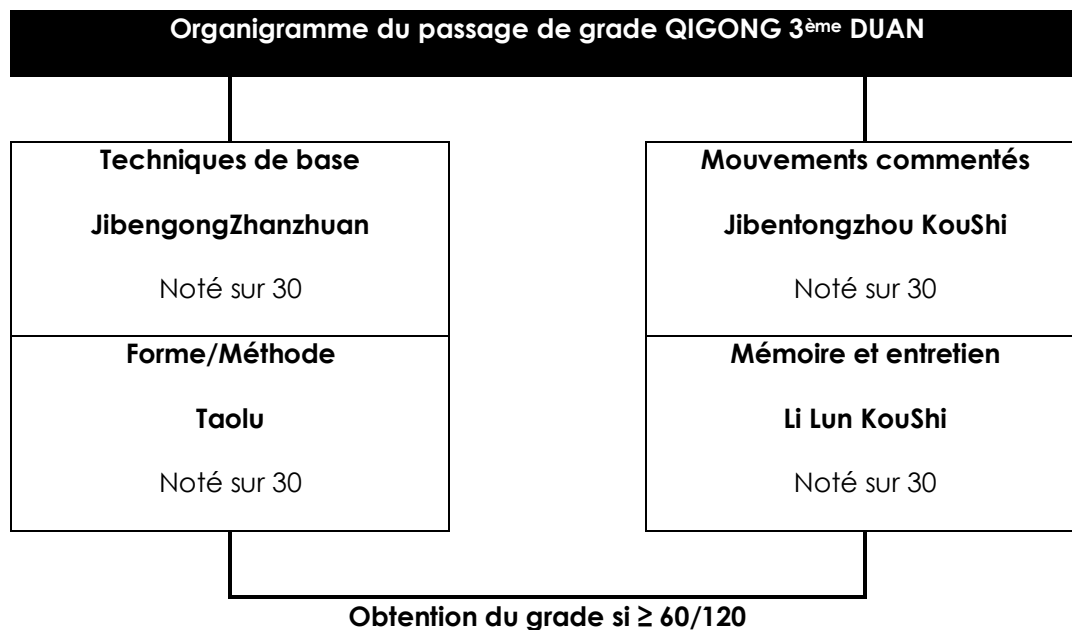 Organigramme du passage de grade QIGONG 3ème DUAN
Techniques de base
JibengongZhanzhuan
Noté sur 30
Forme/Méthode
Taolu
Noté sur 30
Mouvements commentés
Jibentongzhou KouShi
Noté sur 30
Mémoire et entretien
Li Lun KouShi
Noté sur 30
Obtention du grade si ≥ 60/120